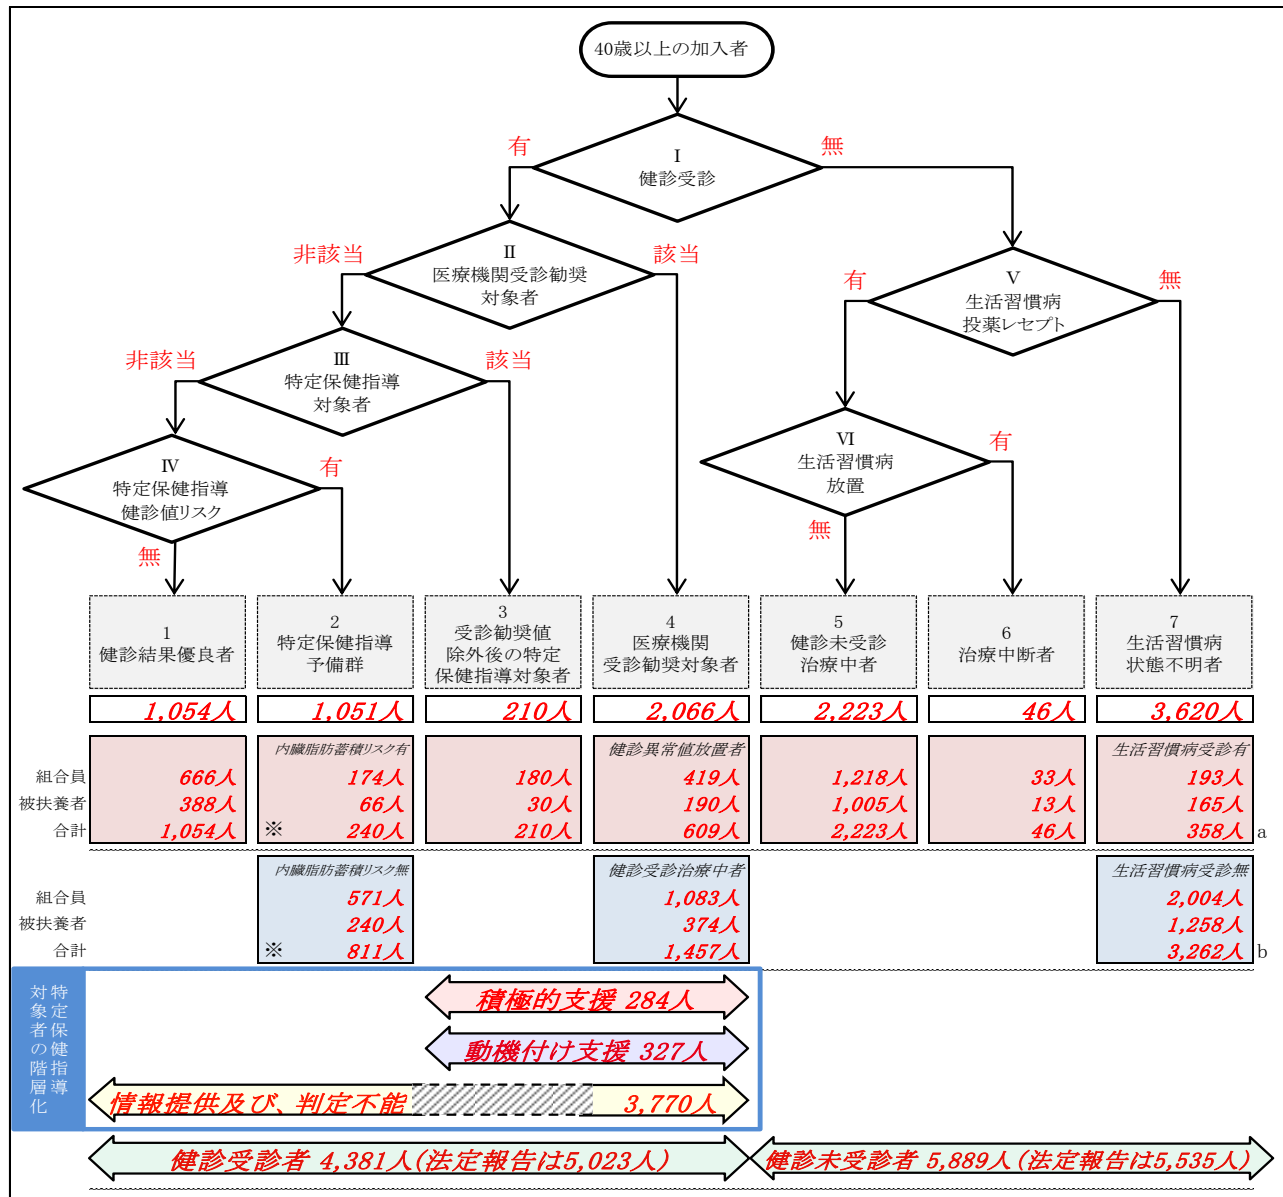 40歳以上の加入者
Ⅰ
健診受診
有
無
Ⅱ
医療機関受診勧奨
対象者
非該当
該当
Ⅴ
生活習慣病
投薬レセプト
有
無
Ⅲ
特定保健指導
対象者
非該当
該当
Ⅵ
生活習慣病
放置
有
無
Ⅳ
特定保健指導
健診値リスク
有
無
1
健診結果優良者
2
特定保健指導
予備群
3
受診勧奨値
除外後の特定
保健指導対象者
4
医療機関
受診勧奨対象者
5
健診未受診
治療中者
6
治療中断者
7
生活習慣病
状態不明者
1,054人 1,051人 210人 2,066人 2,223人 46人 3,620人
内臓脂肪蓄積リスク有 健診異常値放置者 生活習慣病受診有
組合員 666人 174人 180人 419人 1,218人 33人 193人
被扶養者 388人 66人 30人 190人 1,005人 13人 165人
合計 1,054人 ※ 240人 210人 609人 2,223人 46人 358人 a
内臓脂肪蓄積リスク無 健診受診治療中者 生活習慣病受診無
組合員 571人 1,083人 2,004人
被扶養者 240人 374人 1,258人
合計 ※ 811人 1,457人 3,262人 b
特定保健指導
対象者の階層化
積極的支援 284人
動機付け支援 327人
情報提供及び、判定不能 3,770人
健診受診者 4,381人(法定報告は5,023人)
健診未受診者 5,889人(法定報告は5,535人)